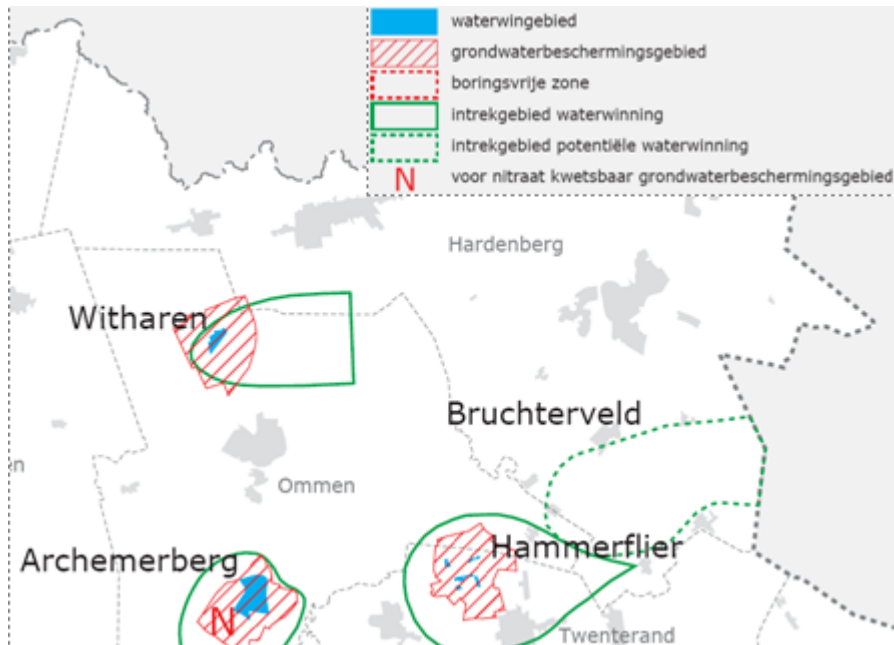 waterwingebied
grondwaterbeschermingsgebied
boringsvrije zone
intrekgebied waterwinning
intrekgebied potentiële waterwinning
N voor nitraat kwetsbaar grondwaterbeschermingsgebied
Hardenberg
Witharen
Bruchterveld
n
Ommen
Hammerflier
Archemerberg
N
Twenterand